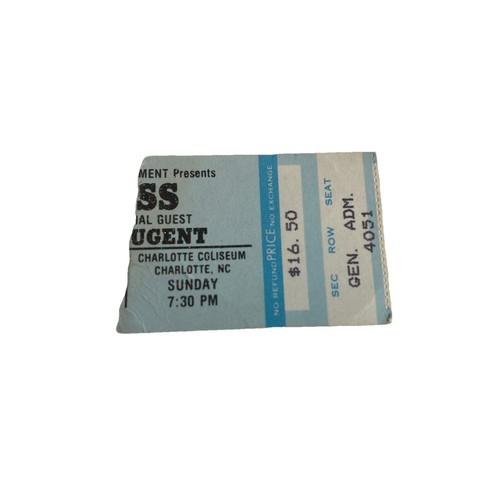 MENT Presents
SS
IAL GUEST
UGENT
CHARLOTTE COLISEUM
CHARLOTTE, NC
SUNDAY
7:30 PM
NO REFUND PRICE NO EXCHANGE
$16.50
SEC ROW SEAT
GEN. ADM.
4051